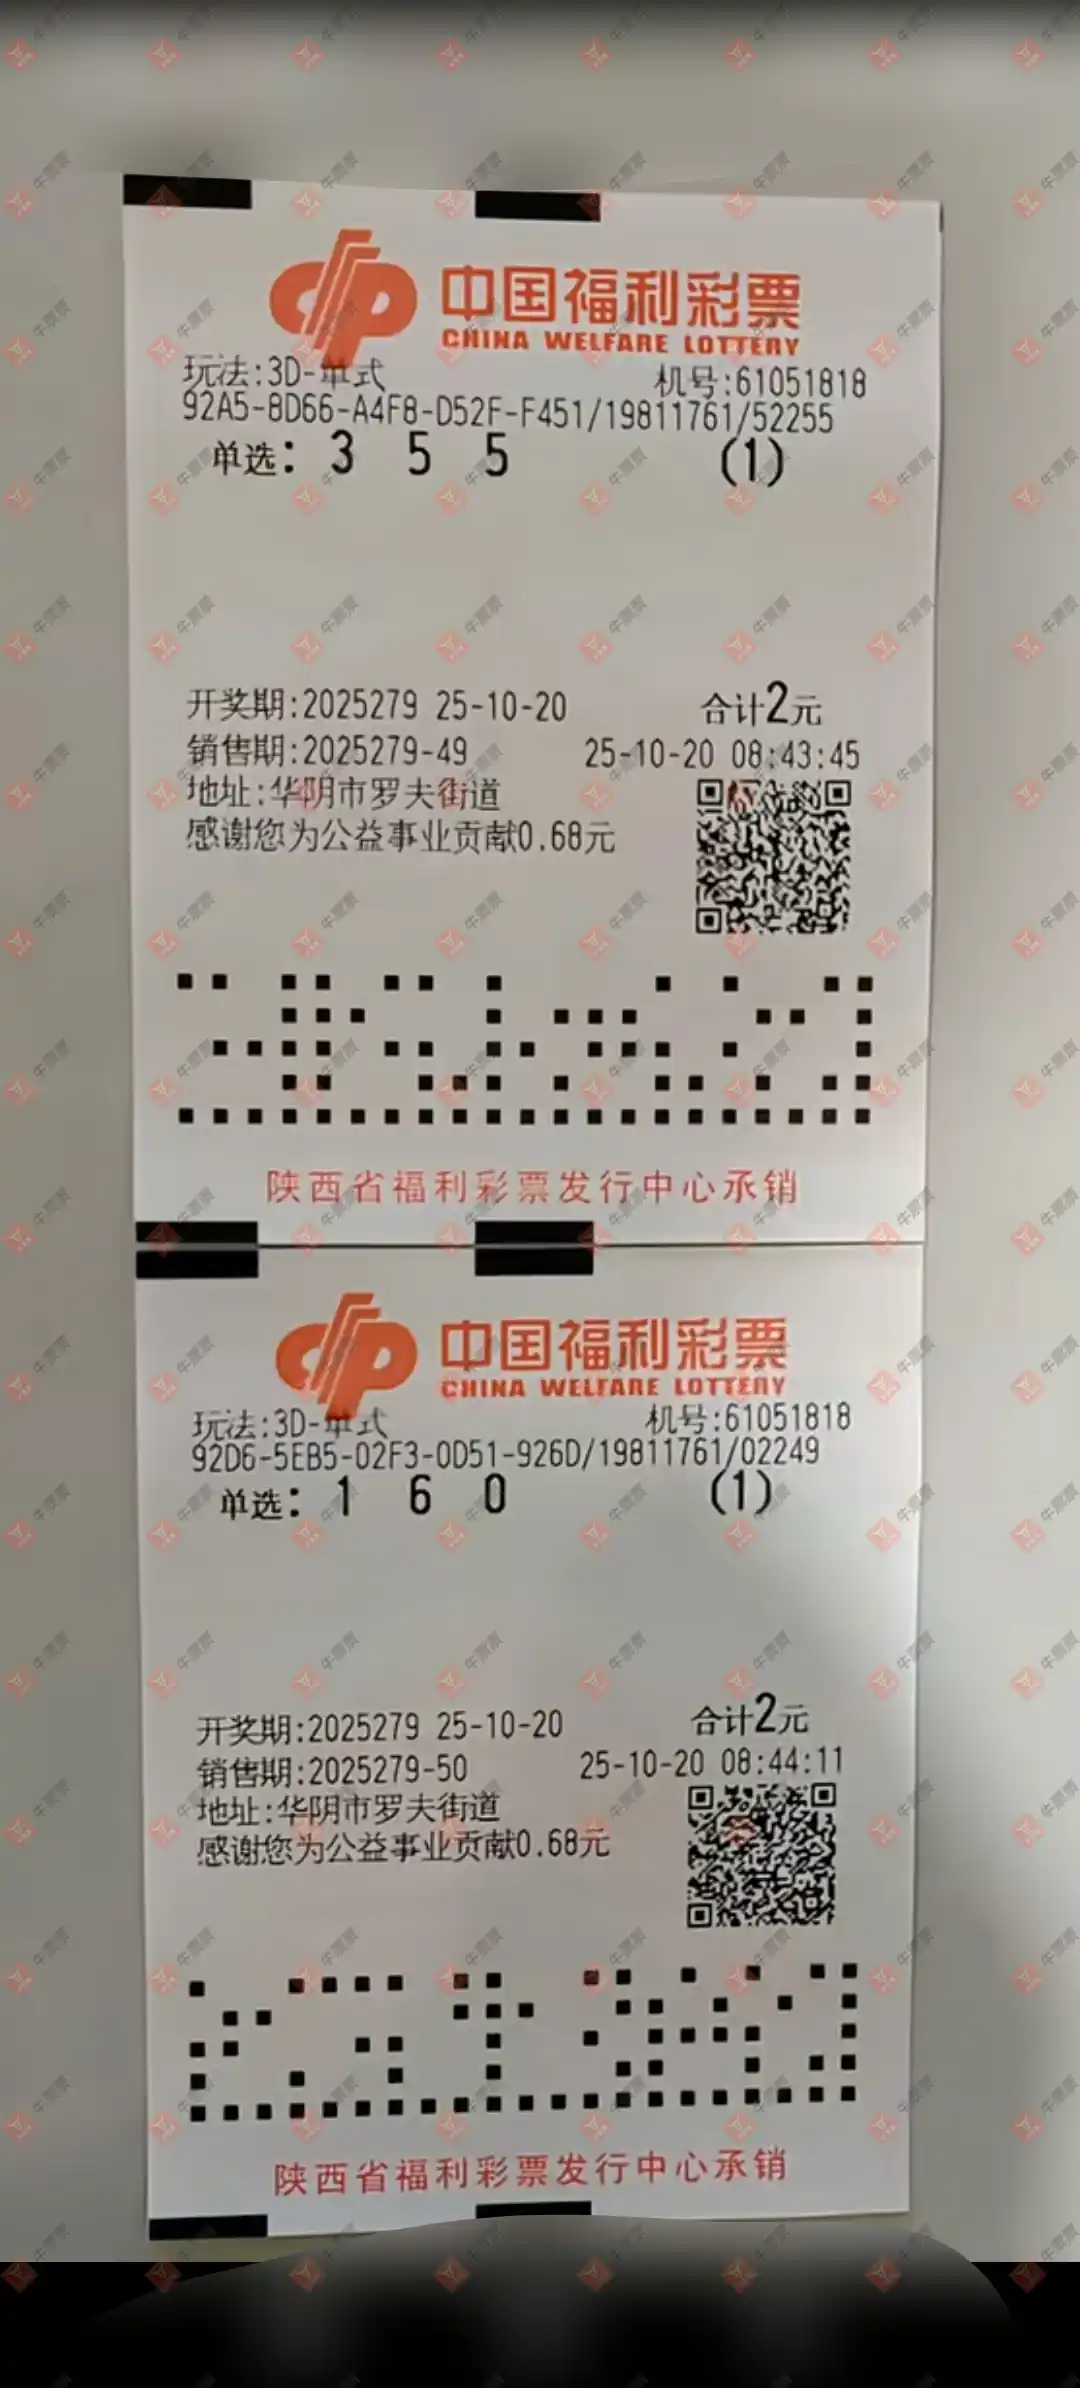 中国福利彩票
CHINA WELFARE LOTTERY
玩法:3D-单式 机号:61051818
92A5-8D66-A4F8-D52F-F451/19811761/52255
单选: 3 5 5 (1)
开奖期:2025279 25-10-20 合计2元
销售期:2025279-49 25-10-20 08:43:45
地址:华阴市罗夫街道
感谢您为公益事业贡献0.68元
陕西省福利彩票发行中心承销
中国福利彩票
CHINA WELFARE LOTTERY
玩法:3D-单式 机号:61051818
92D6-5EB5-02F3-0D51-926D/19811761/02249
单选: 1 6 0 (1)
开奖期:2025279 25-10-20 合计2元
销售期:2025279-50 25-10-20 08:44:11
地址:华阴市罗夫街道
感谢您为公益事业贡献0.68元
陕西省福利彩票发行中心承销
牛票票